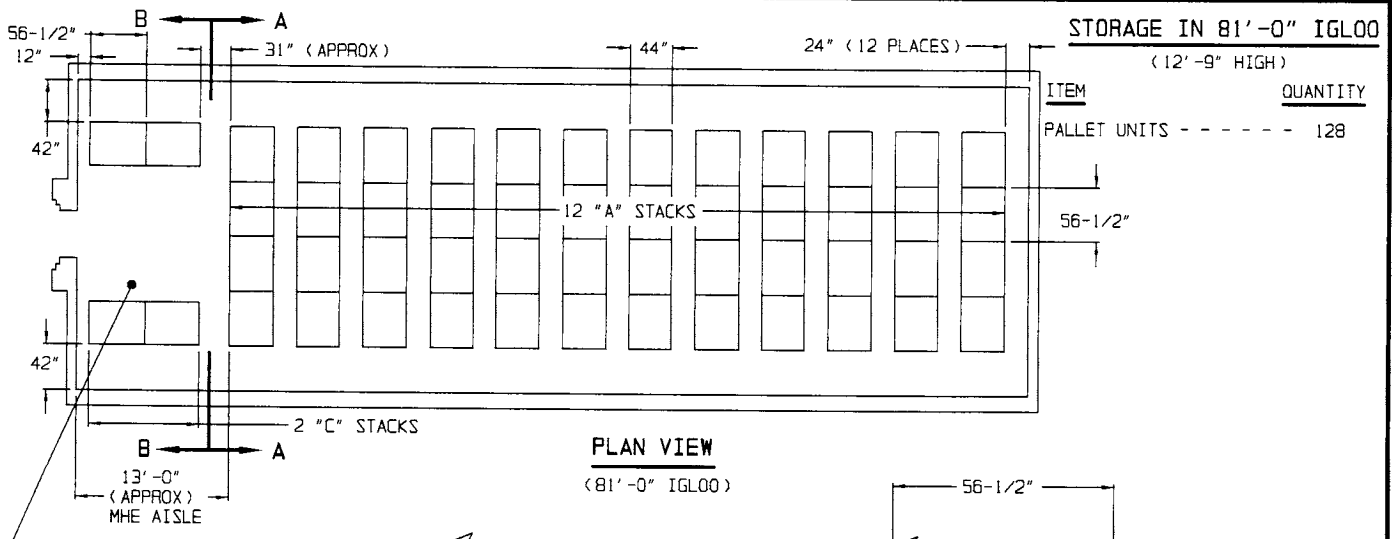 B A
56-1/2"
12"
31" (APPROX)
44"
24" (12 PLACES)
STORAGE IN 81'-0" IGLOO
(12'-9" HIGH)
ITEM QUANTITY
PALLET UNITS - - - - - - 128
42"
12 "A" STACKS
56-1/2"
42"
2 "C" STACKS
B A
13'-0"
(APPROX)
MHE AISLE
PLAN VIEW
(81'-0" IGLOO)
56-1/2"